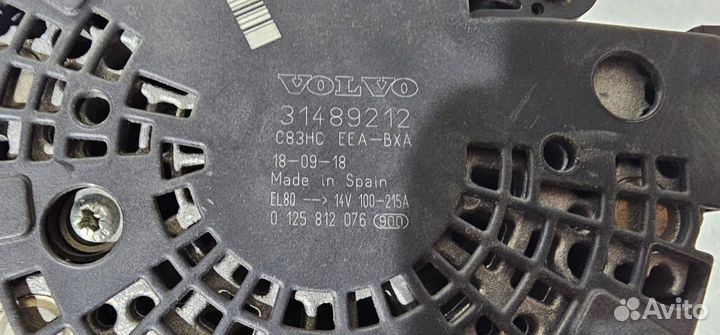 VOLVO
31489212
C83HC EEA-BXA
18-09-18
Made in Spain
EL80 --> 14V 100-215A
0 125 812 076 900
Avito